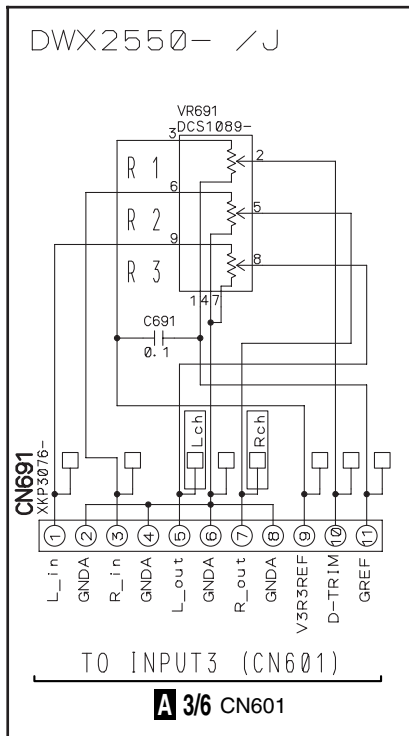 DWX2550- /J
VR691
DCS1089-
3
2
R 1
6
5
R 2
9
8
R 3
1 4 7
C691
0.1
Lch
Rch
CN691
XKP3076-
1 2 3 4 5 6 7 8 9 10 11
L_in
GNDA
R_in
GNDA
L_out
GNDA
R_out
GNDA
V3R3REF
D-TRIM
GREF
TO INPUT3 (CN601)
A 3/6 CN601